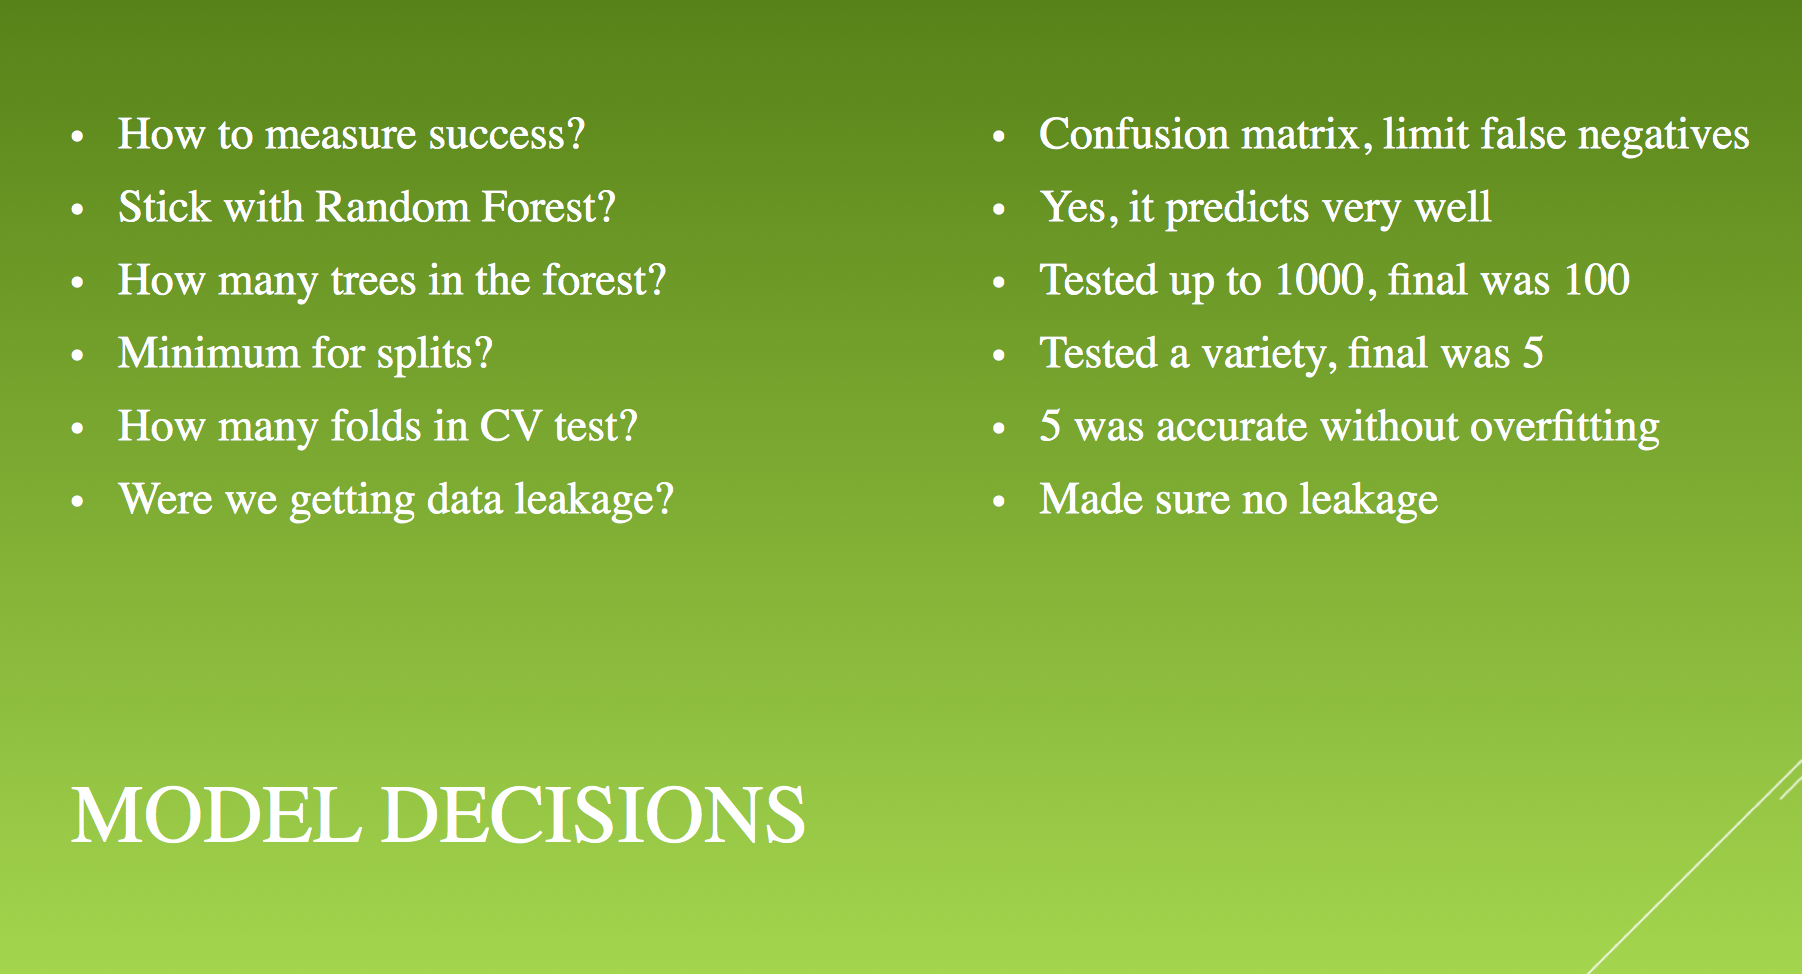 • How to measure success?
• Stick with Random Forest?
• How many trees in the forest?
• Minimum for splits?
• How many folds in CV test?
• Were we getting data leakage?
• Confusion matrix, limit false negatives
• Yes, it predicts very well
• Tested up to 1000, final was 100
• Tested a variety, final was 5
• 5 was accurate without overfitting
• Made sure no leakage
MODEL DECISIONS